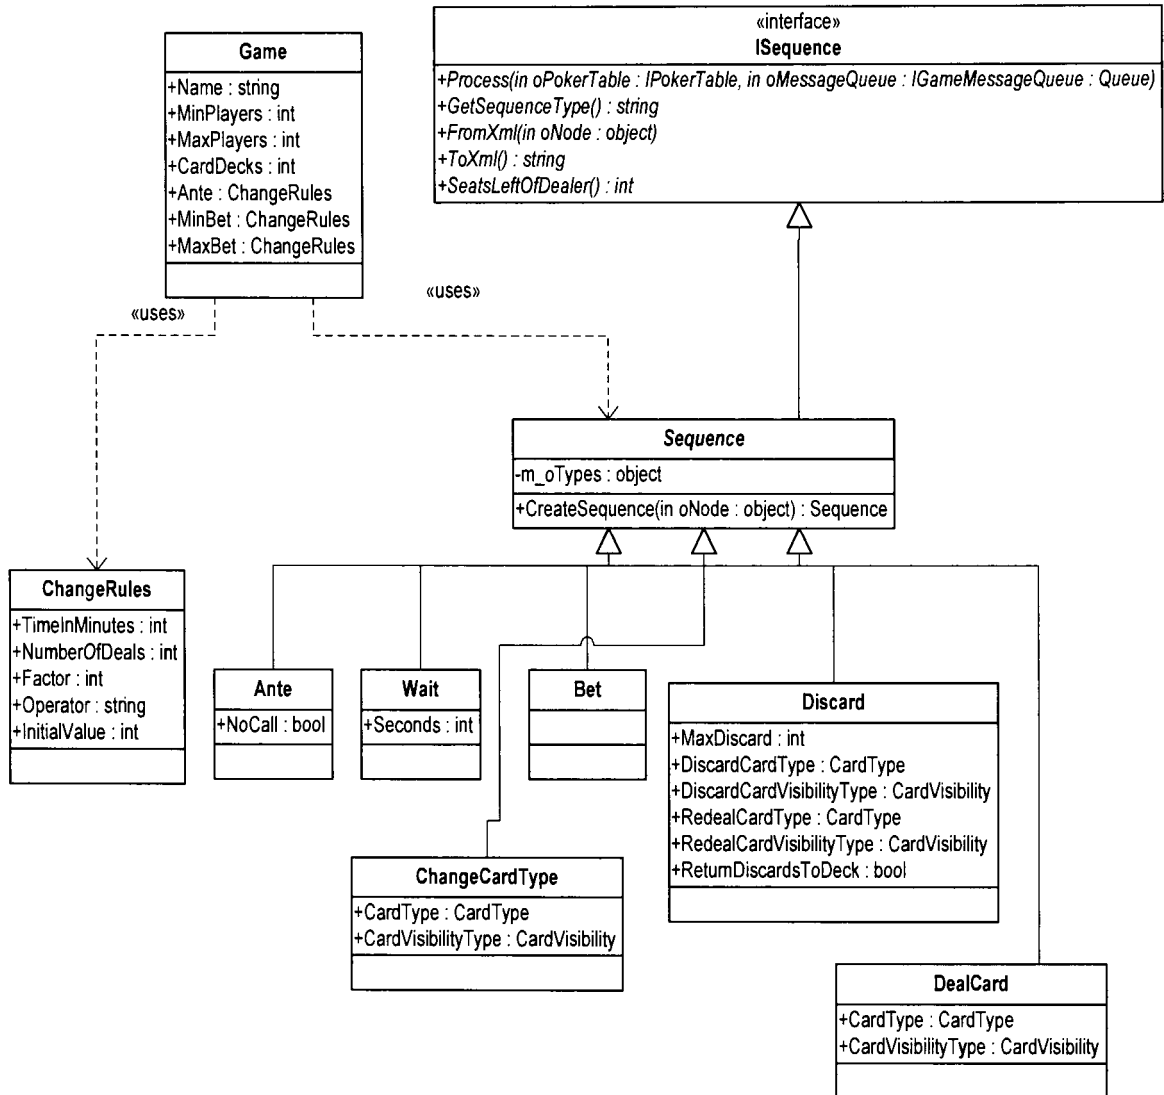 «interface»
ISequence
+Process(in oPokerTable : IPokerTable, in oMessageQueue : IGameMessageQueue : Queue)
+GetSequenceType() : string
+FromXml(in oNode : object)
+ToXml() : string
+SeatsLeftOfDealer() : int
Game
+Name : string
+MinPlayers : int
+MaxPlayers : int
+CardDecks : int
+Ante : ChangeRules
+MinBet : ChangeRules
+MaxBet : ChangeRules
«uses»
«uses»
Sequence
-m_oTypes : object
+CreateSequence(in oNode : object) : Sequence
ChangeRules
+TimeInMinutes : int
+NumberOfDeals : int
+Factor : int
+Operator : string
+InitialValue : int
Ante
+NoCall : bool
Wait
+Seconds : int
Bet
Discard
+MaxDiscard : int
+DiscardCardType : CardType
+DiscardCardVisibilityType : CardVisibility
+RedealCardType : CardType
+RedealCardVisibilityType : CardVisibility
+ReturnDiscardsToDeck : bool
ChangeCardType
+CardType : CardType
+CardVisibilityType : CardVisibility
DealCard
+CardType : CardType
+CardVisibilityType : CardVisibility